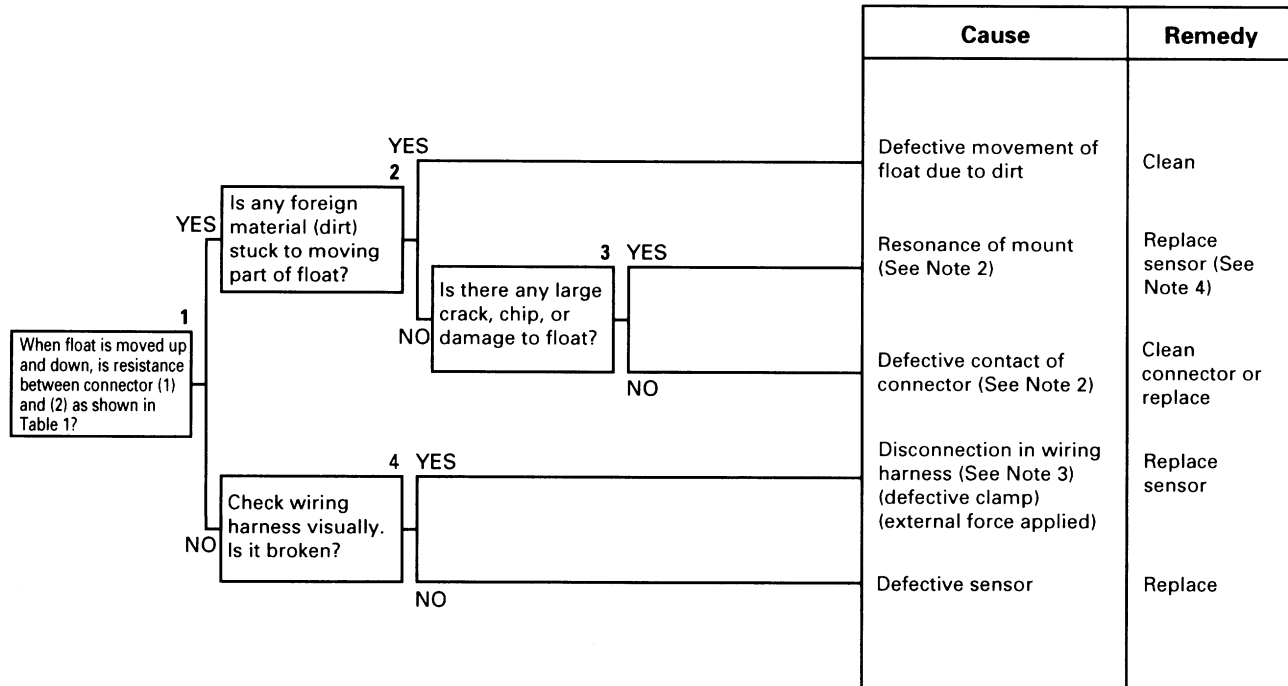 Cause
Remedy
YES
2
Defective movement of
float due to dirt
Clean
YES
Is any foreign
material (dirt)
stuck to moving
part of float?
3 YES
Resonance of mount
(See Note 2)
Replace
sensor (See
Note 4)
NO
Is there any large
crack, chip, or
damage to float?
1
When float is moved up
and down, is resistance
between connector (1)
and (2) as shown in
Table 1?
NO
Defective contact of
connector (See Note 2)
Clean
connector or
replace
4 YES
Disconnection in wiring
harness (See Note 3)
(defective clamp)
(external force applied)
Replace
sensor
NO
Check wiring
harness visually.
Is it broken?
NO
Defective sensor
Replace